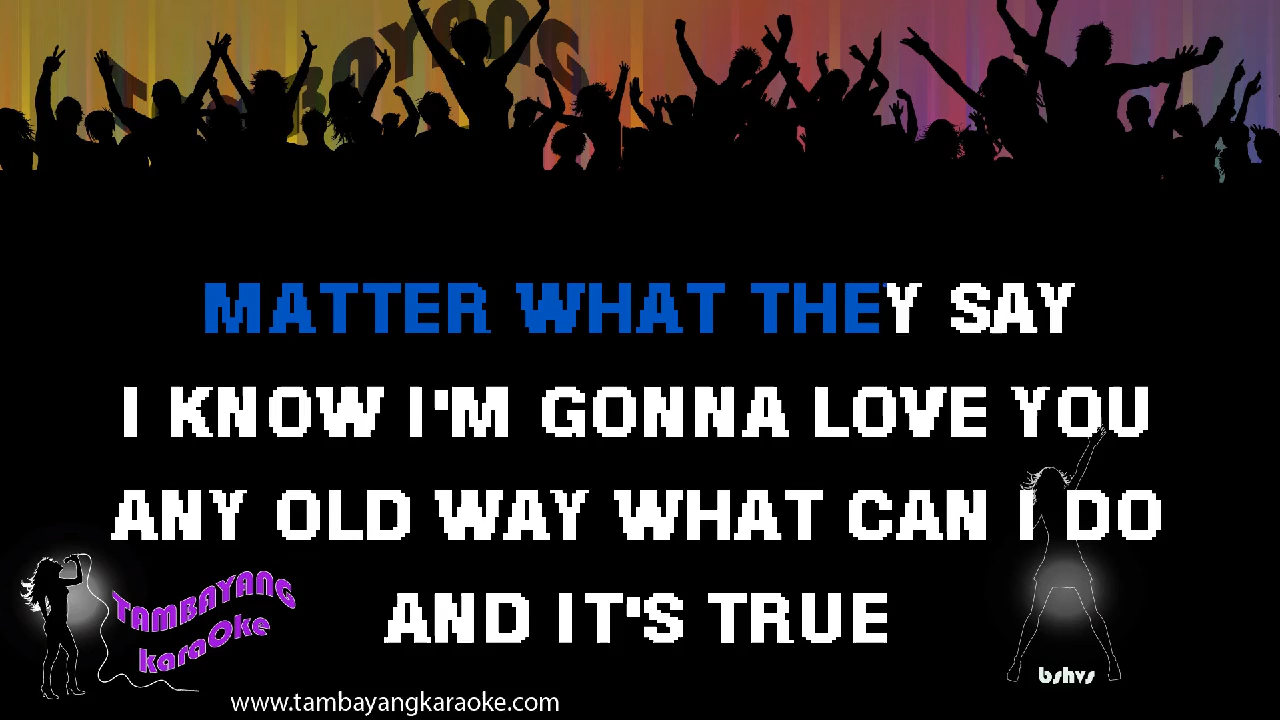 TAMBAYANG
MATTER WHAT THEY SAY
I KNOW I'M GONNA LOVE YOU
ANY OLD WAY WHAT CAN I DO
AND IT'S TRUE
TAMBAYANG
karaOke
bshvs
www.tambayangkaraoke.com